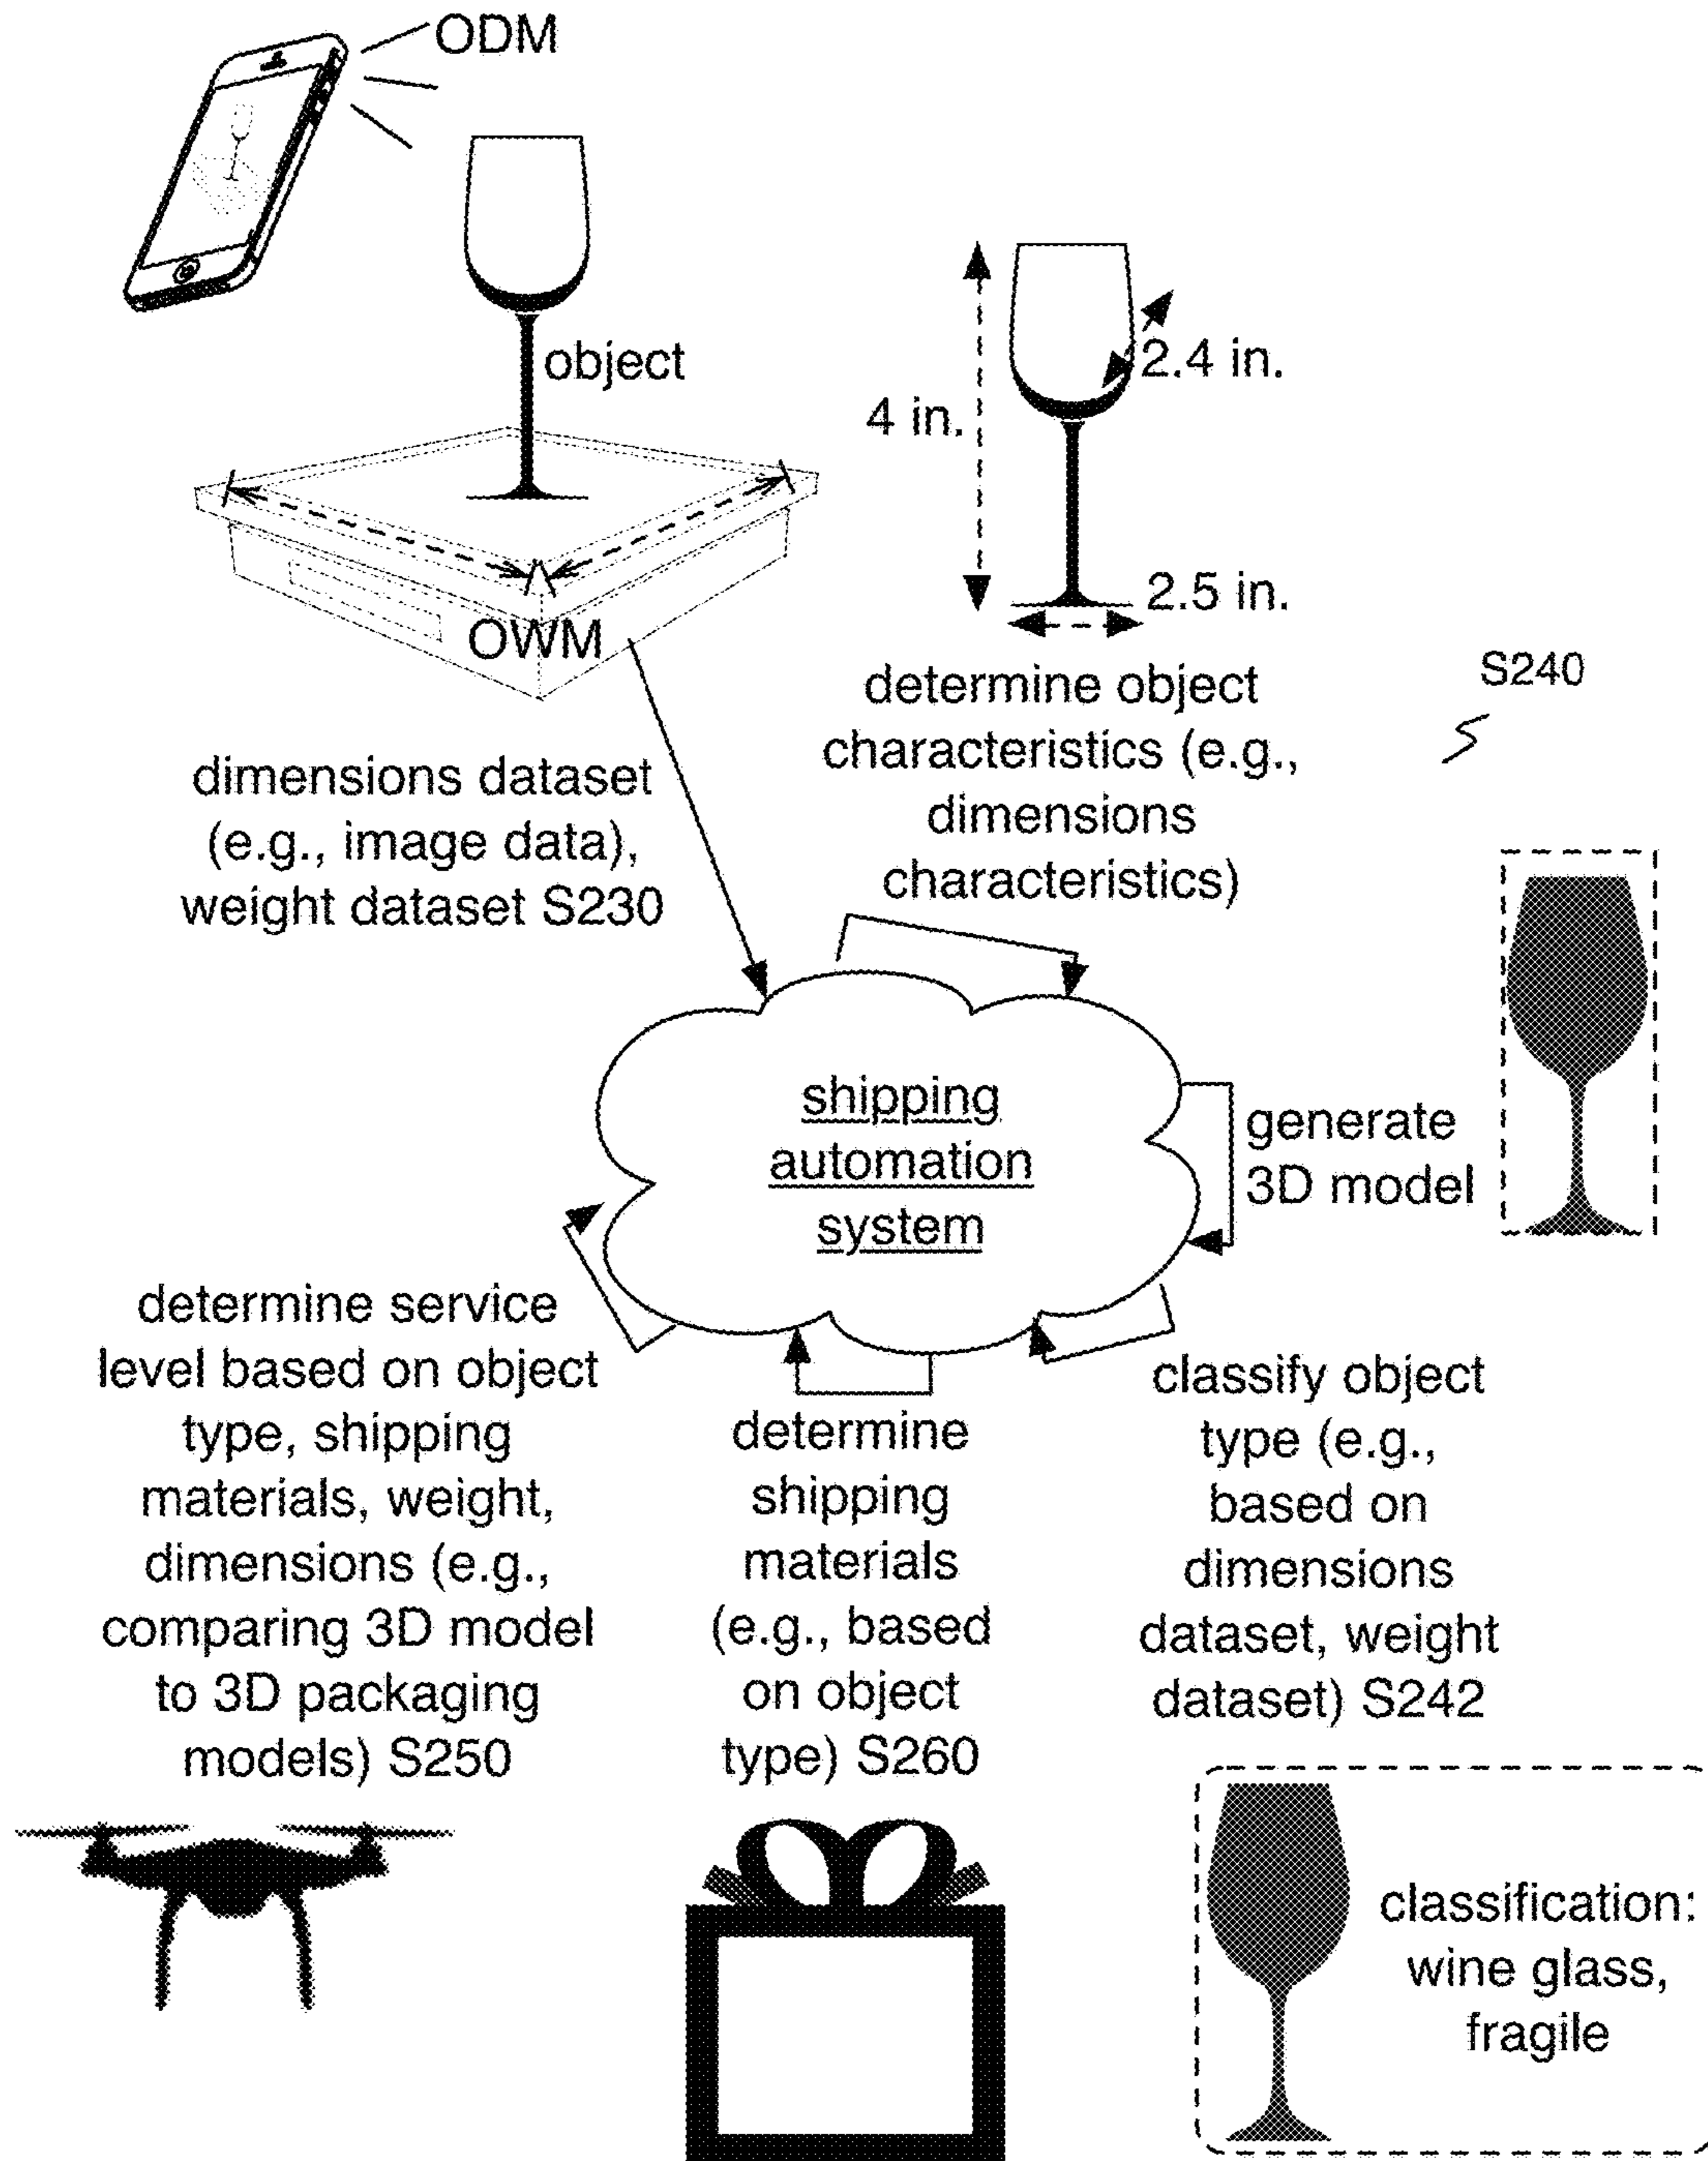 ODM
object
4 in.
2.4 in.
2.5 in.
OWM
dimensions dataset
(e.g., image data),
weight dataset S230
determine object
characteristics (e.g.,
dimensions
characteristics)
S240
shipping
automation
system
generate
3D model
determine service
level based on object
type, shipping
materials, weight,
dimensions (e.g.,
comparing 3D model
to 3D packaging
models) S250
determine
shipping
materials
(e.g., based
on object
type) S260
classify object
type (e.g.,
based on
dimensions
dataset, weight
dataset) S242
classification:
wine glass,
fragile